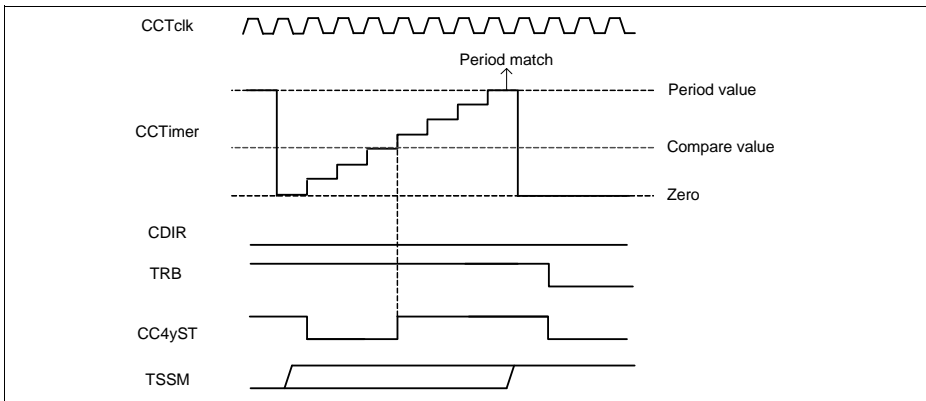 CCTclk
Period match
Period value
CCTimer
Compare value
Zero
CDIR
TRB
CC4yST
TSSM